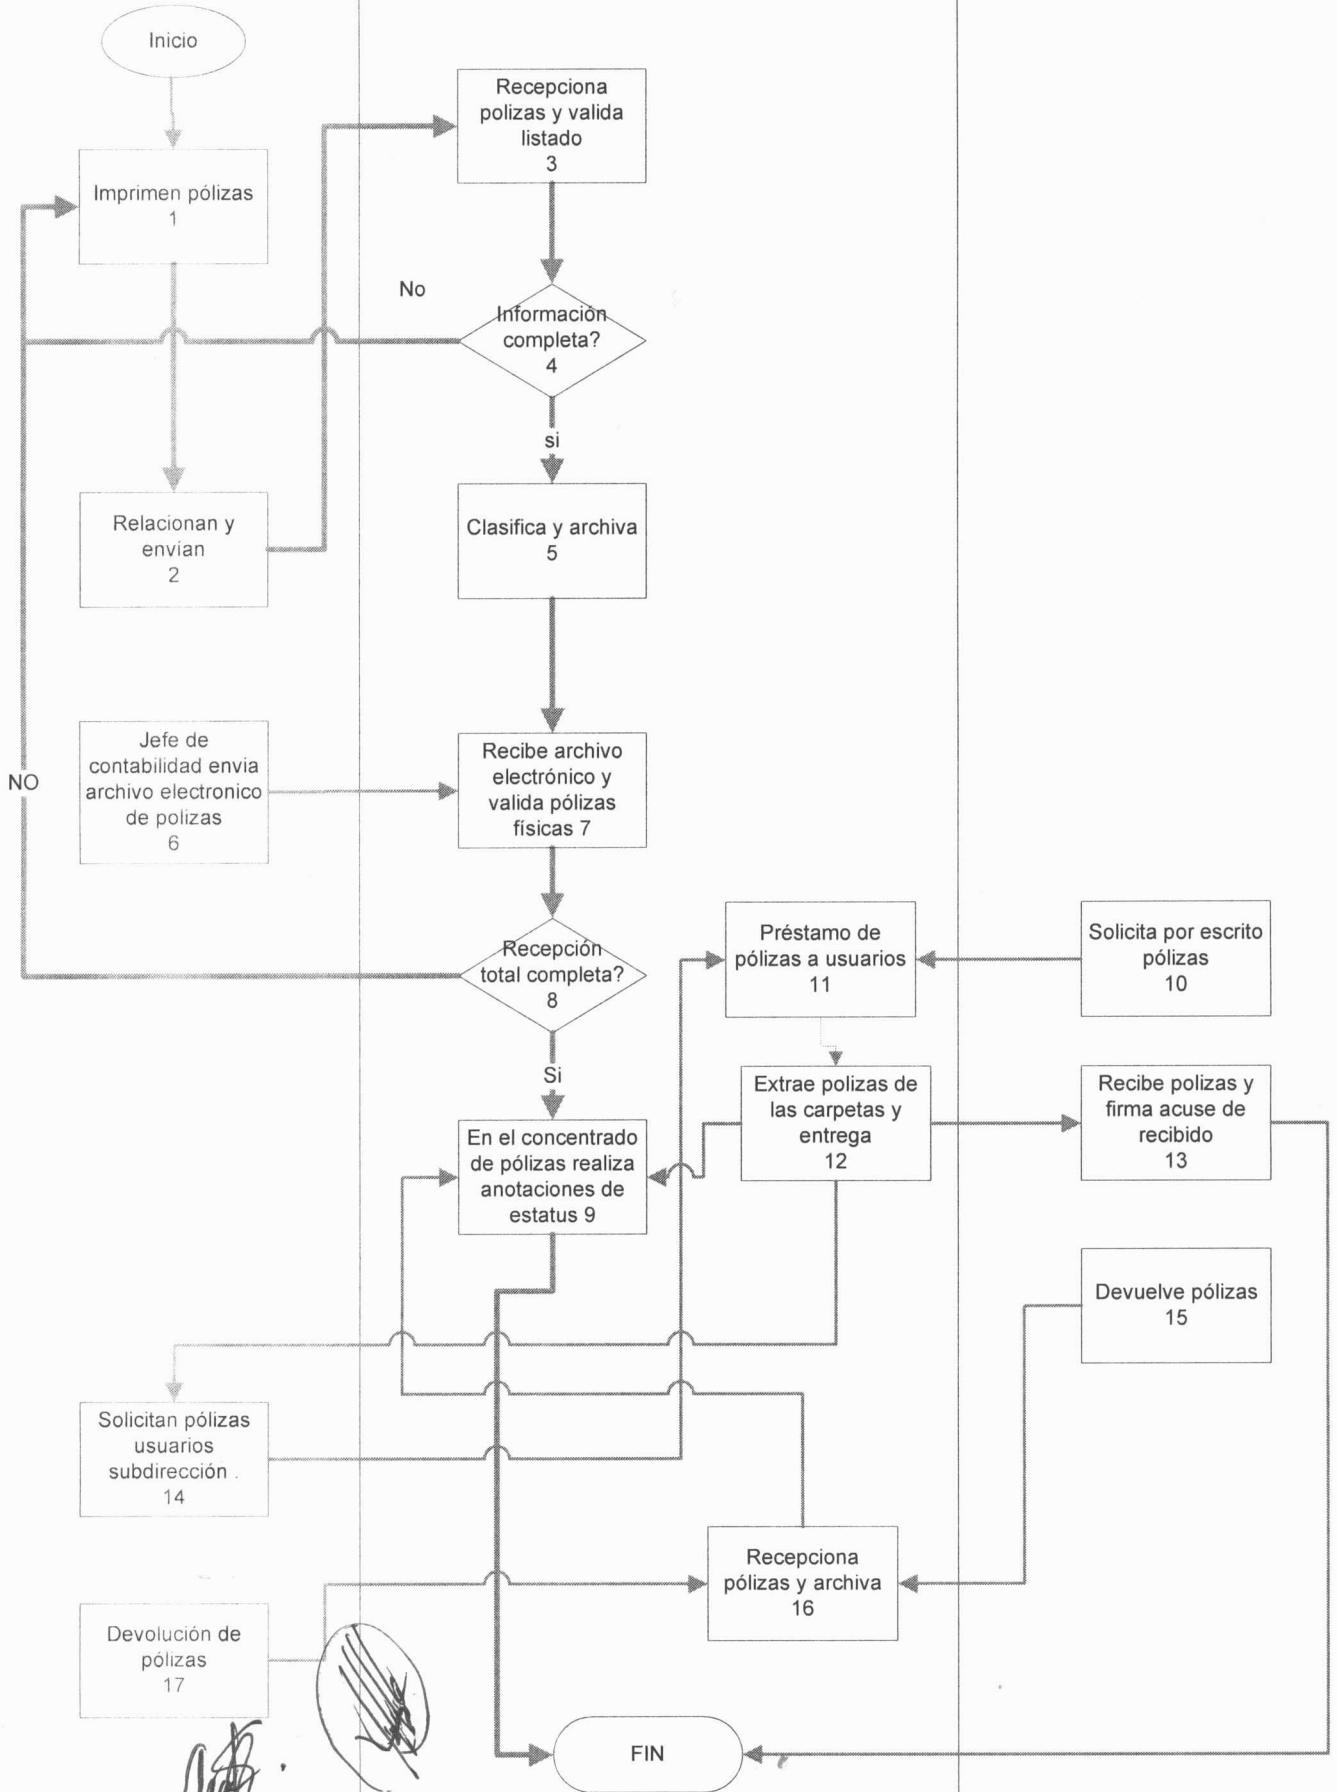 Inicio
Imprimen pólizas
1
Relacionan y
envian
2
Recepciona
polizas y valida
listado
3
No
Información
completa?
4
si
Clasifica y archiva
5
Jefe de
contabilidad envia
archivo electronico
de polizas
6
NO
Recibe archivo
electrónico y
valida pólizas
físicas 7
Recepción
total completa?
8
Si
En el concentrado
de pólizas realiza
anotaciones de
estatus 9
Solicita por escrito
pólizas
10
Préstamo de
pólizas a usuarios
11
Extrae polizas de
las carpetas y
entrega
12
Recibe polizas y
firma acuse de
recibido
13
Solicitan pólizas
usuarios
subdirección .
14
Devuelve pólizas
15
Recepciona
pólizas y archiva
16
Devolución de
pólizas
17
FIN